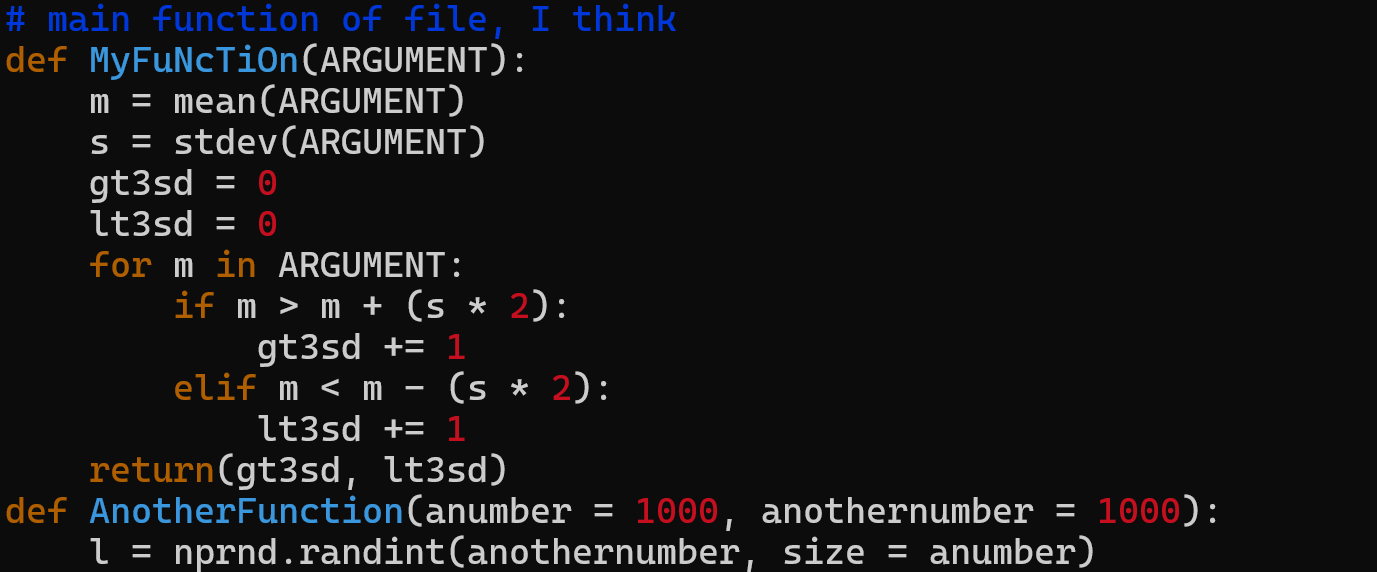 # main function of file, I think
def MyFuNcTiOn(ARGUMENT):
    m = mean(ARGUMENT)
    s = stdev(ARGUMENT)
    gt3sd = 0
    lt3sd = 0
    for m in ARGUMENT:
        if m > m + (s * 2):
            gt3sd += 1
        elif m < m - (s * 2):
            lt3sd += 1
    return(gt3sd, lt3sd)
def AnotherFunction(anumber = 1000, anothernumber = 1000):
    l = nprnd.randint(anothernumber, size = anumber)